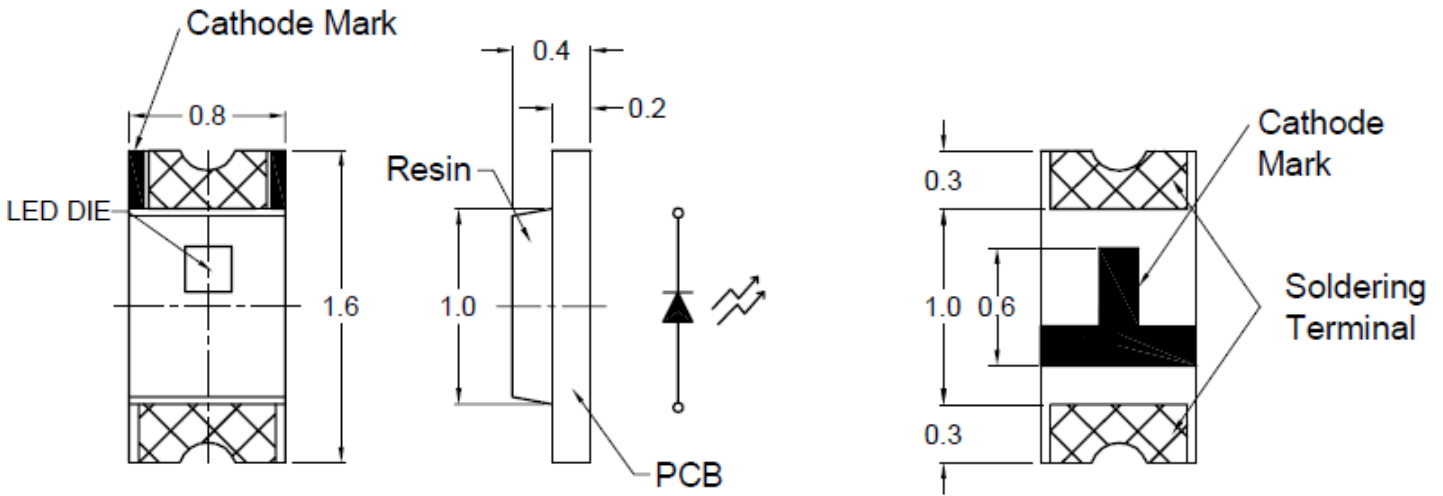 Cathode Mark
0.8
LED DIE
1.6
0.4
0.2
Resin
1.0
PCB
0.3
1.0
0.6
0.3
Cathode
Mark
Soldering
Terminal